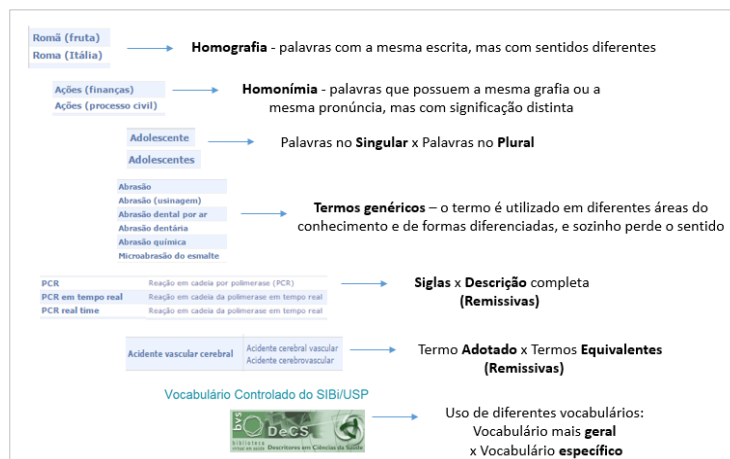 Romã (fruta)
Roma (Itália)
Homografia - palavras com a mesma escrita, mas com sentidos diferentes
Ações (finanças)
Ações (processo civil)
Homonímia - palavras que possuem a mesma grafia ou a
mesma pronúncia, mas com significação distinta
Adolescente
Adolescentes
Palavras no Singular x Palavras no Plural
Abrasão
Abrasão (usinagem)
Abrasão dental por ar
Abrasão dentária
Abrasão química
Microabrasão do esmalte
Termos genéricos – o termo é utilizado em diferentes áreas do
conhecimento e de formas diferenciadas, e sozinho perde o sentido
PCR Reação em cadeia por polimerase (PCR)
PCR em tempo real Reação em cadeia da polimerase em tempo real
PCR real time Reação em cadeia da polimerase em tempo real
Siglas x Descrição completa
(Remissivas)
Acidente vascular cerebral
Acidente cerebral vascular
Acidente cerebrovascular
Termo Adotado x Termos Equivalentes
(Remissivas)
Vocabulário Controlado do SIBi/USP
bvs
biblioteca
virtual em saúde
DeCS
Descritores em Ciências da Saúde
Uso de diferentes vocabulários:
Vocabulário mais geral
x Vocabulário específico